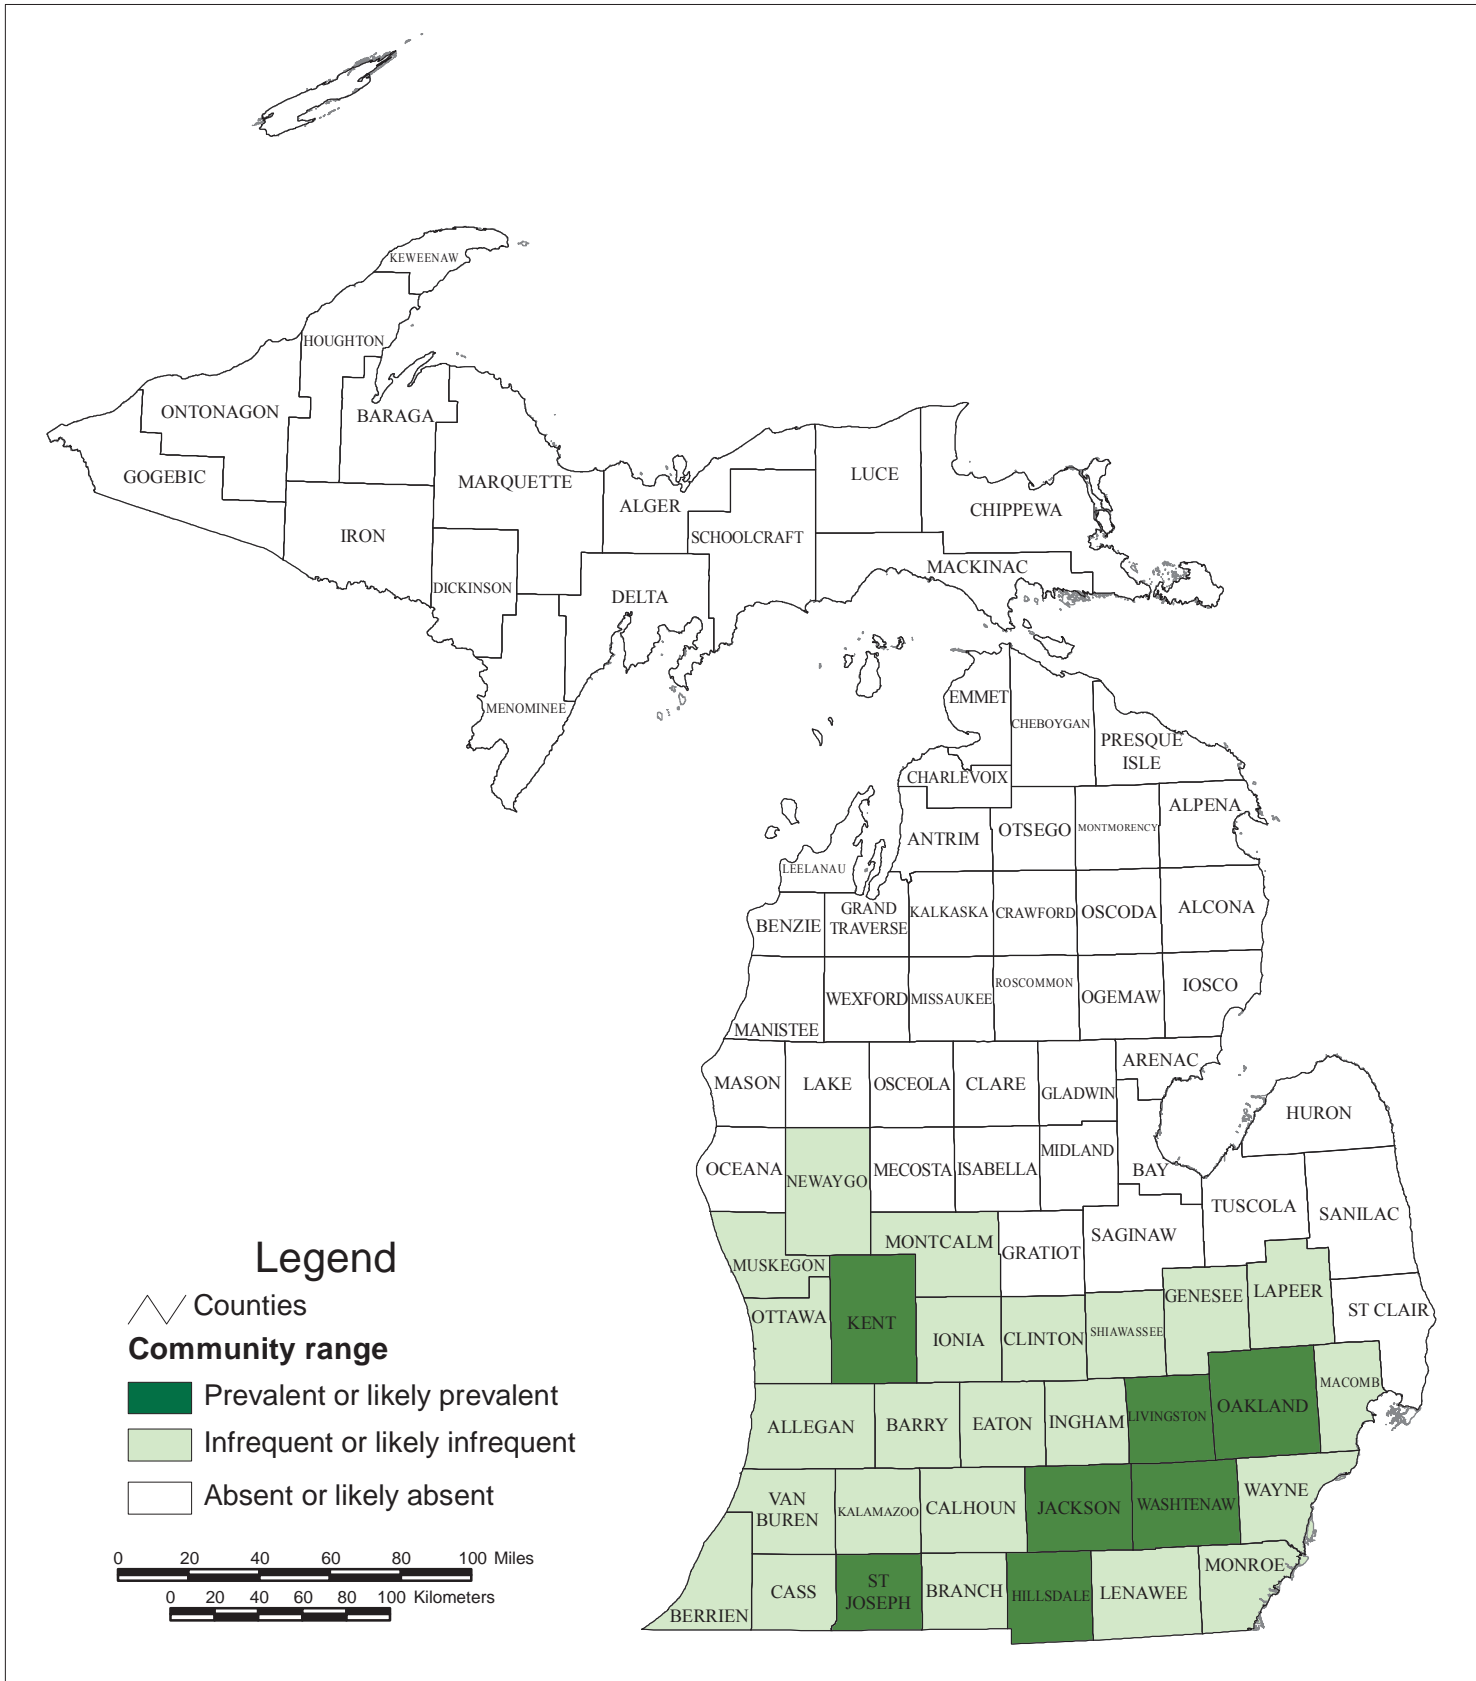 KEWEENAW
HOUGHTON
ONTONAGON
BARAGA
GOGEBIC
MARQUETTE
LUCE
ALGER
CHIPPEWA
IRON
SCHOOLCRAFT
MACKINAC
DICKINSON
DELTA
EMMET
MENOMINEE
CHEBOYGAN
PRESQUE
ISLE
CHARLEVOIX
ALPENA
OTSEGO
MONTMORENCY
ANTRIM
LEELANAU
GRAND
TRAVERSE
KALKASKA
CRAWFORD
OSCODA
ALCONA
BENZIE
WEXFORD
MISSAUKEE
ROSCOMMON
OGEMAW
IOSCO
MANISTEE
ARENAC
MASON
LAKE
OSCEOLA
CLARE
GLADWIN
HURON
OCEANA
NEWAYGO
MECOSTA
ISABELLA
MIDLAND
BAY
TUSCOLA
SANILAC
MONTCALM
GRATIOT
SAGINAW
MUSKEGON
GENESEE
LAPEER
ST CLAIR
OTTAWA
KENT
IONIA
CLINTON
SHIAWASSEE
MACOMB
ALLEGAN
BARRY
EATON
INGHAM
LIVINGSTON
OAKLAND
VAN
BUREN
KALAMAZOO
CALHOUN
JACKSON
WASHTENAW
WAYNE
BERRIEN
CASS
ST
JOSEPH
BRANCH
HILLSDALE
LENAWEE
MONROE
Legend
Counties
Community range
Prevalent or likely prevalent
Infrequent or likely infrequent
Absent or likely absent
0 20 40 60 80 100 Miles
0 20 40 60 80 100 Kilometers